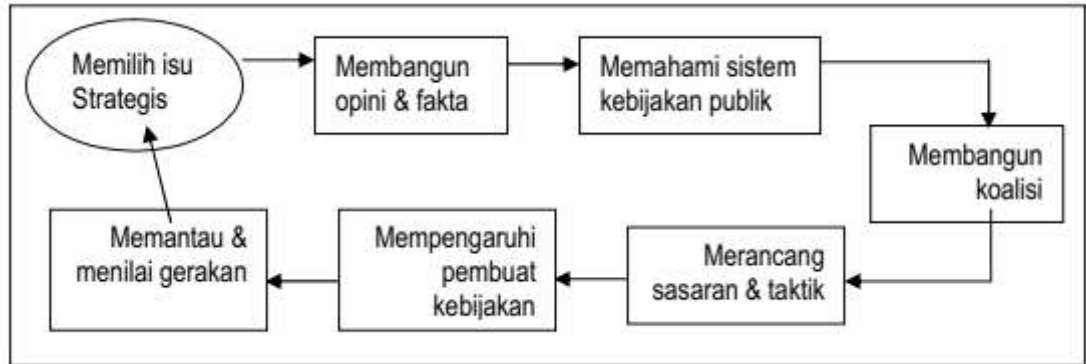 Memilih isu
Strategis
Membangun
opini & fakta
Memahami sistem
kebijakan publik
Membangun
koalisi
Merancang
sasaran & taktik
Mempengaruhi
pembuat
kebijakan
Memantau &
menilai gerakan